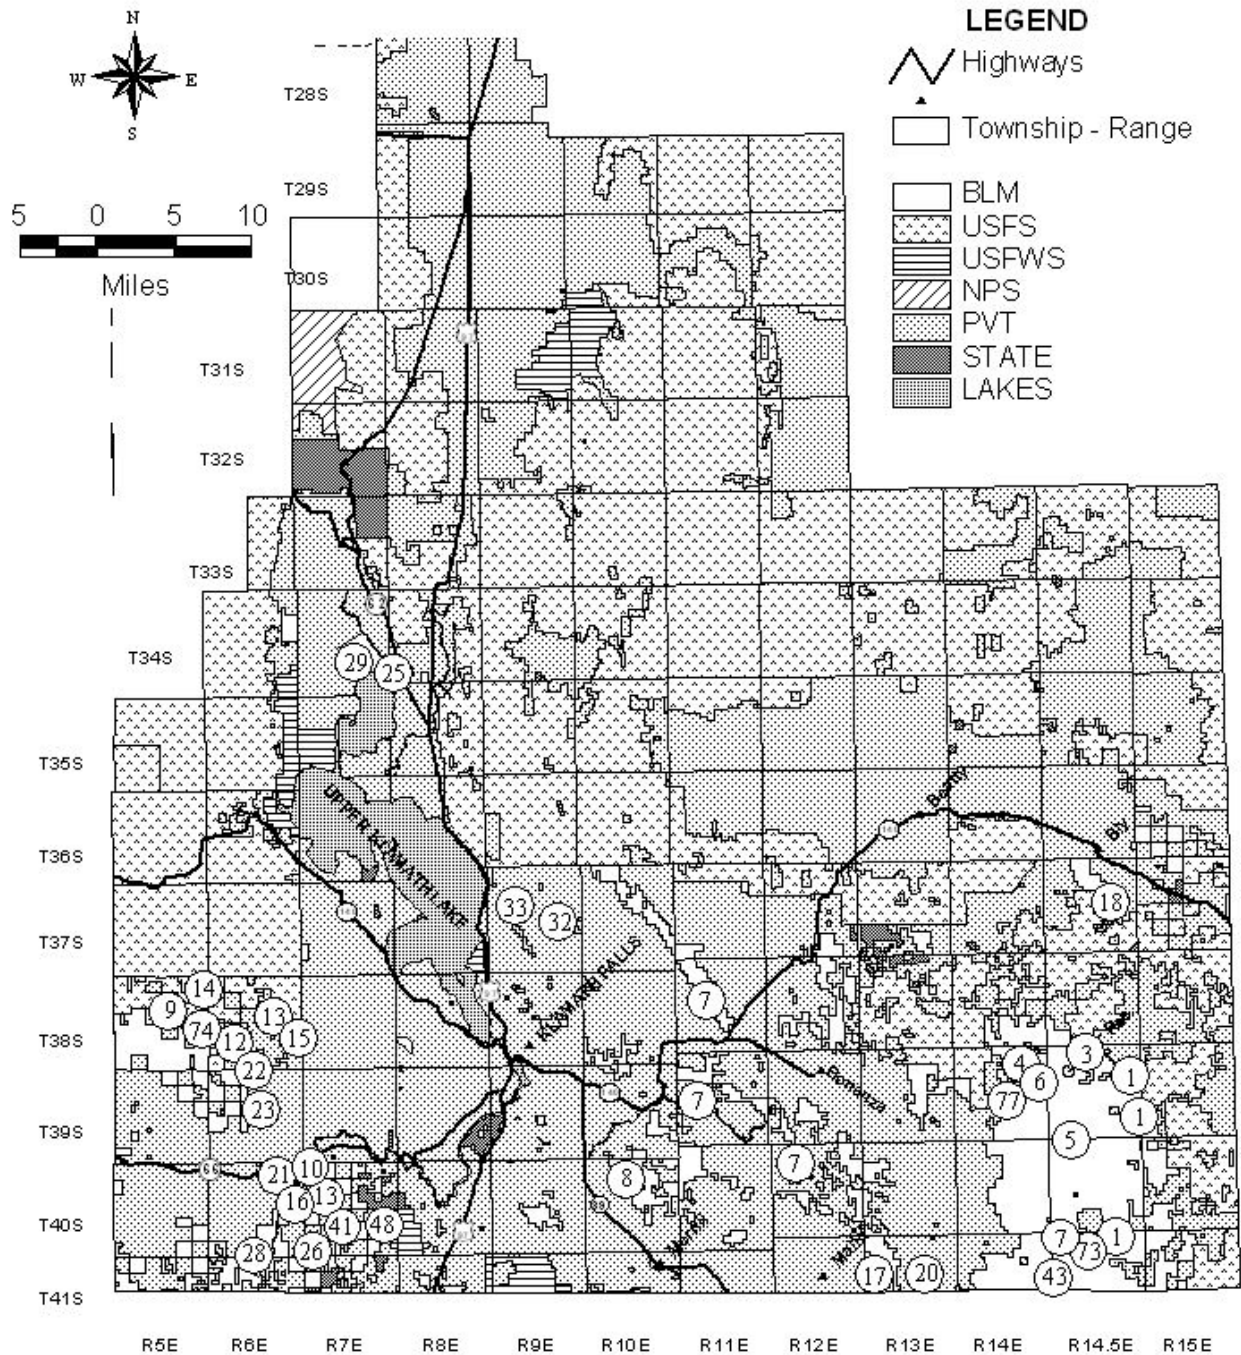 N
W E
S
LEGEND
Highways
Township - Range
BLM
USFS
USFWS
NPS
PVT
STATE
LAKES
5 0 5 10
Miles
T28S
T29S
T30S
T31S
T32S
T33S
T34S
29 25
T35S
UPPER KLAMATH LAKE
Beatty
Bly
T36S
33 32
18
T37S
KLAMATH FALLS
7
14
9 13
74 12 15
22
23
T38S
3
4 1
6
77 1
5
Bonanza
7
T39S
66
21 10
16 13
41 48
28 26
8
7
T40S
Merrill
Malin
7 1
73
17 20 43
T41S
R5E R6E R7E R8E R9E R10E R11E R12E R13E R14E R14.5E R15E